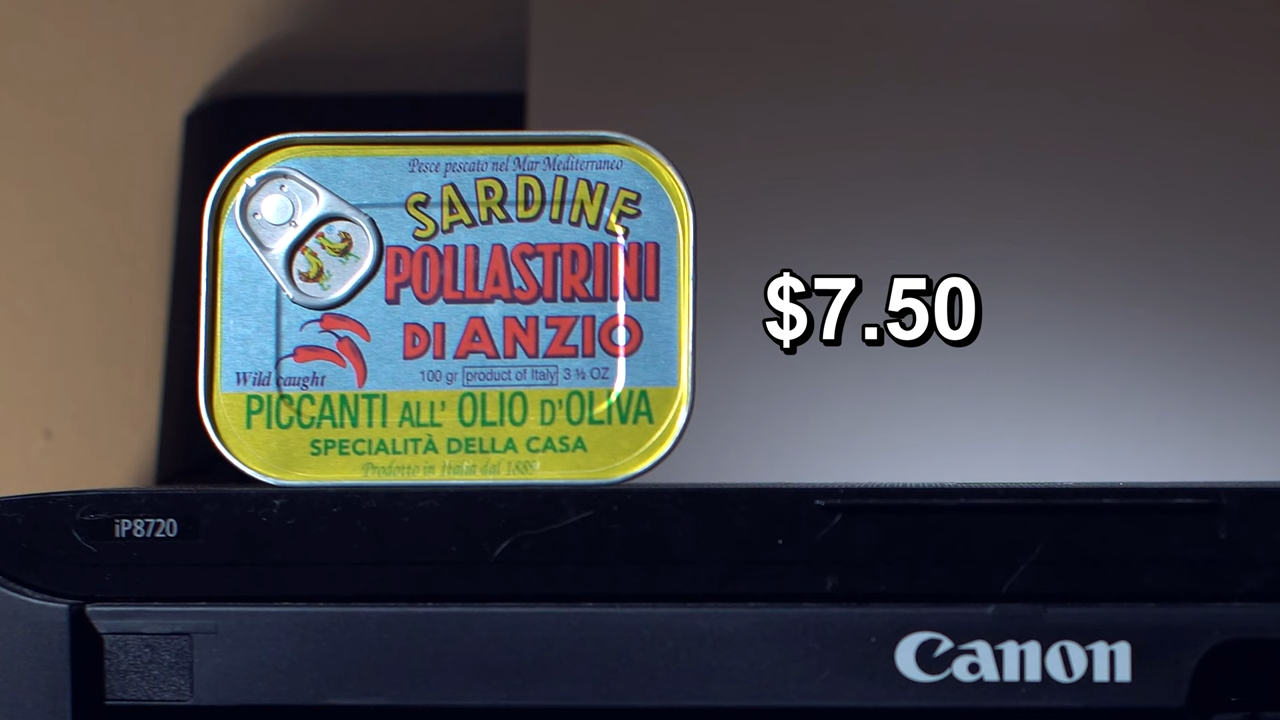 Pesce pescato nel Mar Mediterraneo
SARDINE
POLLASTRINI
DI ANZIO
Wild caught
100 gr product of Italy 3 ½ OZ
PICCANTI ALL' OLIO D'OLIVA
SPECIALITÀ DELLA CASA
Prodotto in Italia dal 1889
$7.50
iP8720
Canon